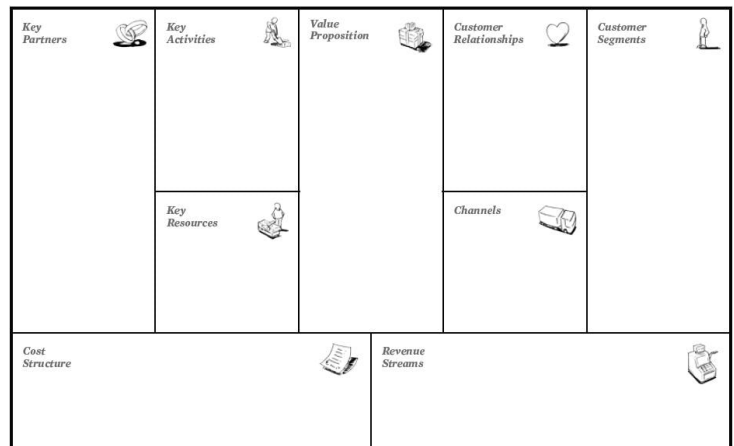 Key
Partners
Key
Activities
Value
Proposition
Customer
Relationships
Customer
Segments
Key
Resources
Channels
Cost
Structure
Revenue
Streams